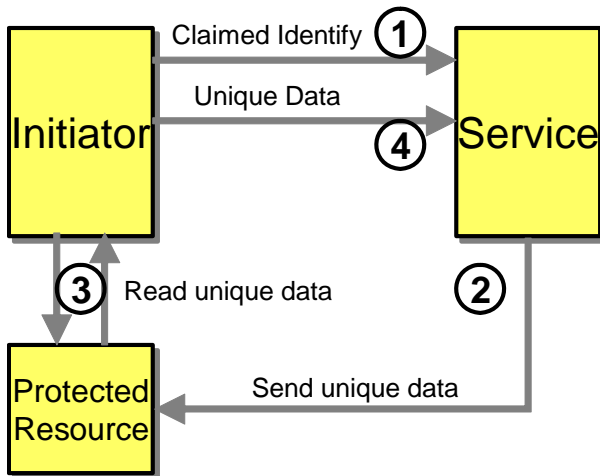 Claimed Identify
1
Unique Data
4
Initiator
Service
3
Read unique data
2
Protected
Resource
Send unique data